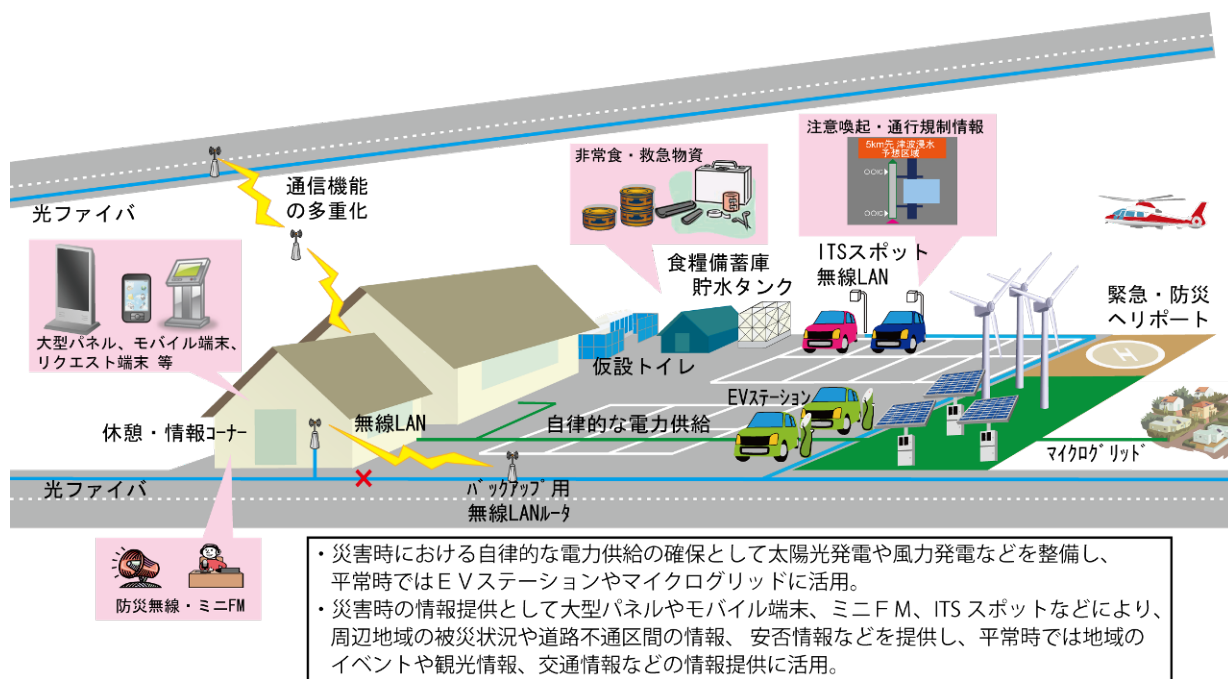 注意喚起・通行規制情報
5km先 津波浸水
予想区域
非常食・救急物資
通信機能
の多重化
光ファイバ
ITSスポット
無線LAN
食糧備蓄庫
貯水タンク
緊急・防災
ヘリポート
H
大型パネル、モバイル端末、
リクエスト端末 等
仮設トイレ
EVステーション
休憩・情報ｺｰﾅｰ
無線LAN
自律的な電力供給
ﾏｲｸﾛｸﾞﾘｯﾄﾞ
光ファイバ
ﾊﾞｯｸｱｯﾌﾟ用
無線LANﾙｰﾀ
防災無線・ミニFM
・災害時における自律的な電力供給の確保として太陽光発電や風力発電などを整備し、
平常時ではＥＶステーションやマイクログリッドに活用。
・災害時の情報提供として大型パネルやモバイル端末、ミニＦＭ、ITS スポットなどにより、
周辺地域の被災状況や道路不通区間の情報、 安否情報などを提供し、平常時では地域の
イベントや観光情報、交通情報などの情報提供に活用。